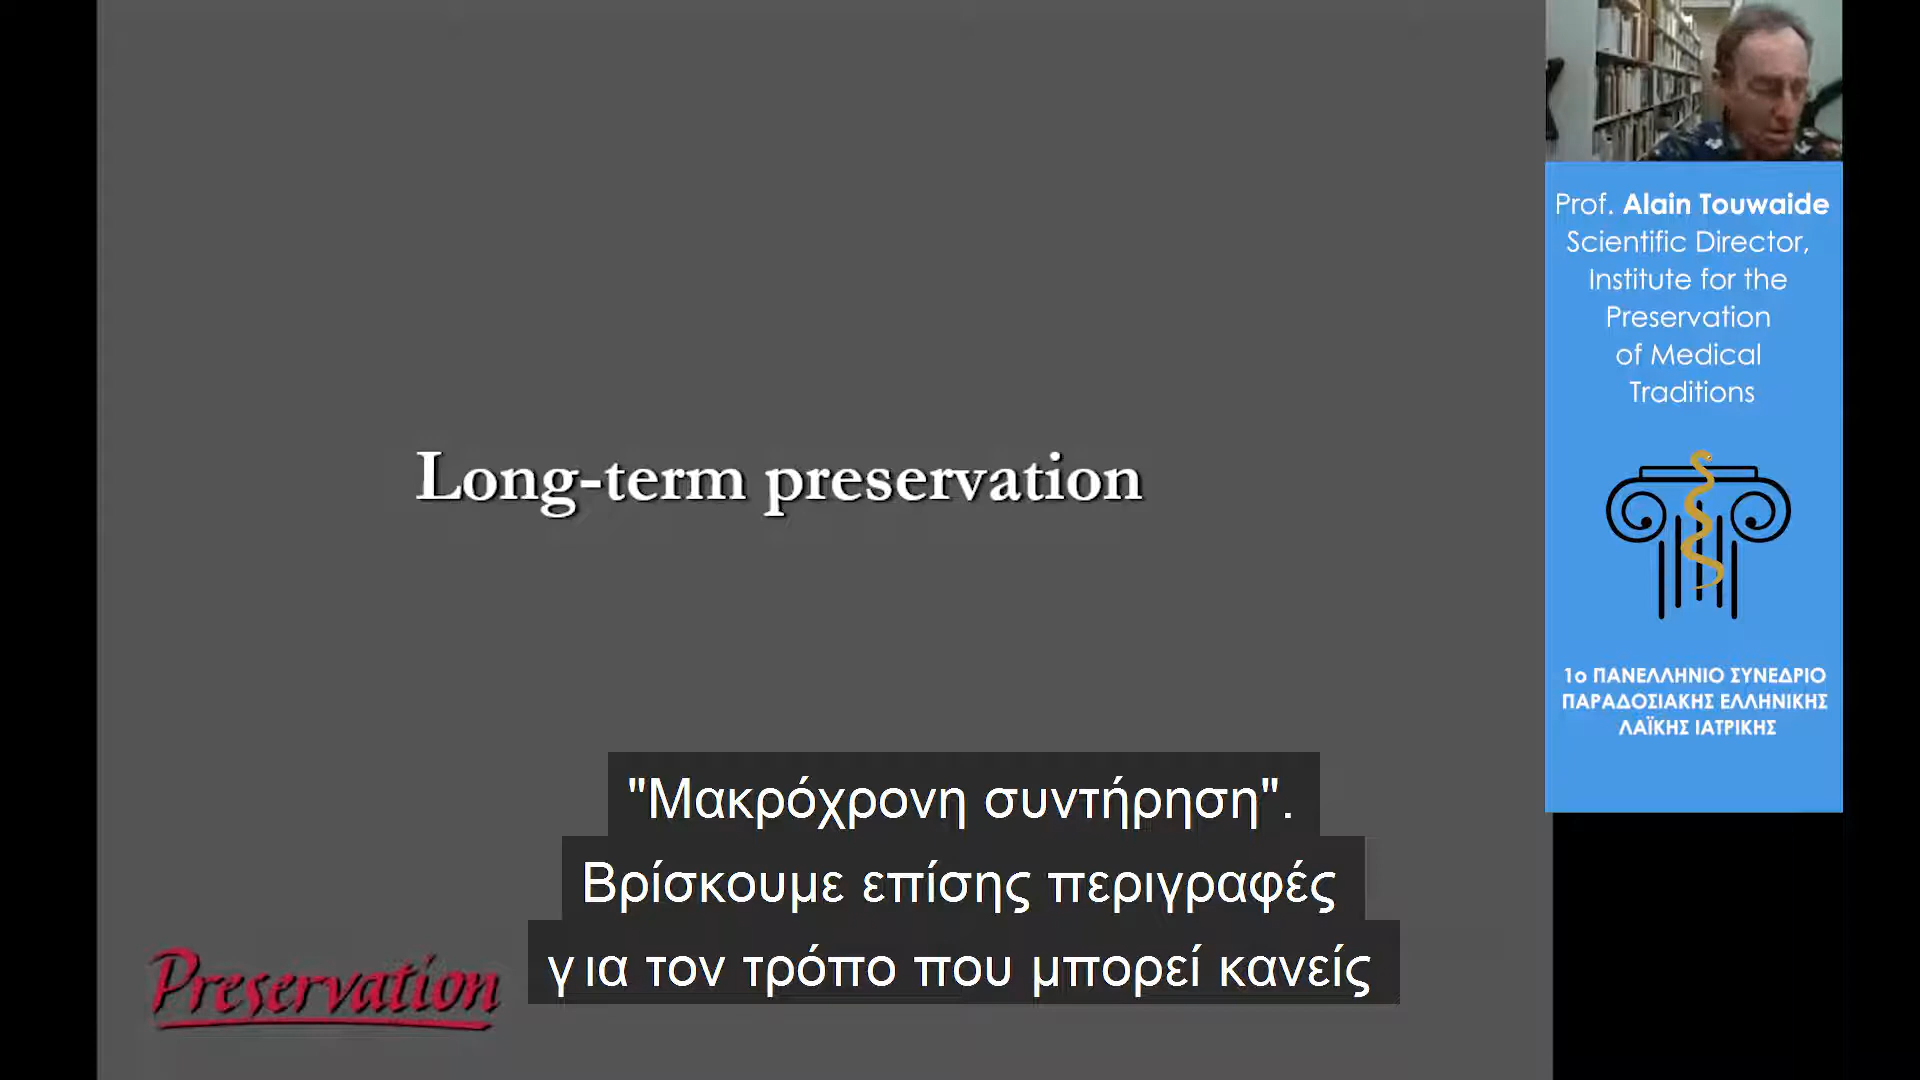 Long-term preservation
Preservation
Prof. Alain Touwaide
Scientific Director,
Institute for the
Preservation
of Medical
Traditions
1ο ΠΑΝΕΛΛΗΝΙΟ ΣΥΝΕΔΡΙΟ
ΠΑΡΑΔΟΣΙΑΚΗΣ ΕΛΛΗΝΙΚΗΣ
ΛΑΪΚΗΣ ΙΑΤΡΙΚΗΣ
"Μακρόχρονη συντήρηση".
Βρίσκουμε επίσης περιγραφές
για τον τρόπο που μπορεί κανείς